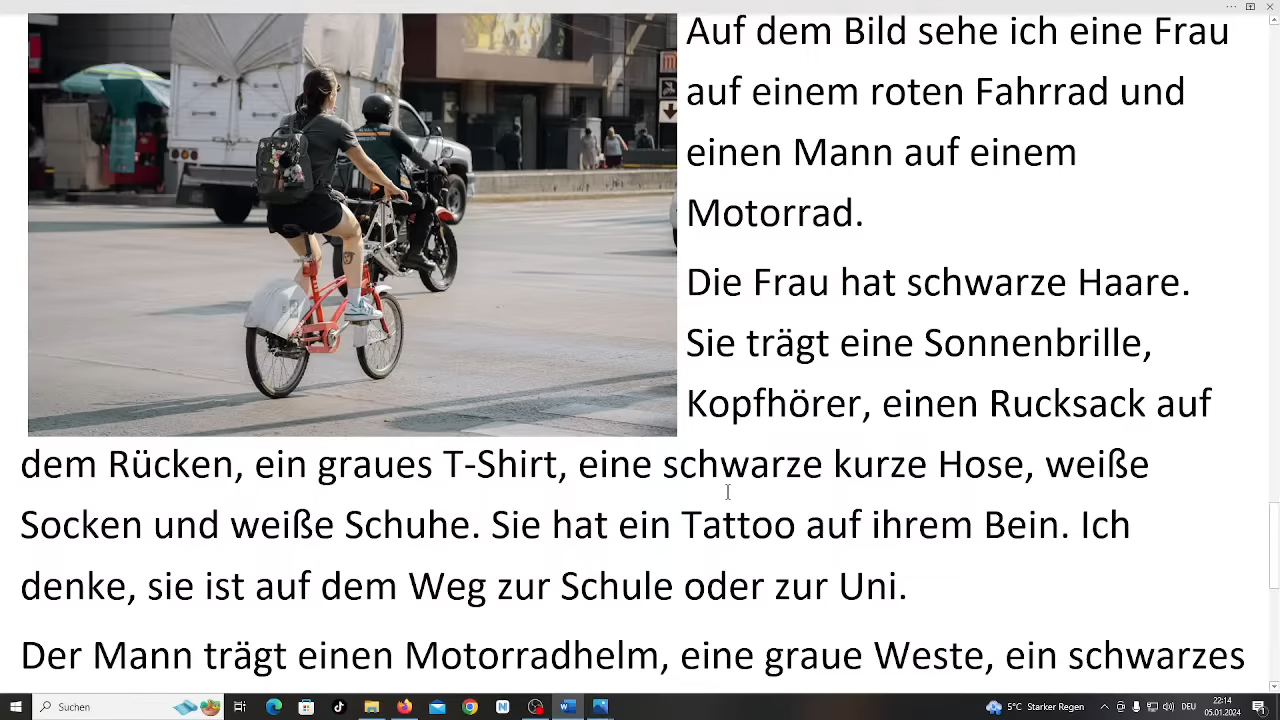 Auf dem Bild sehe ich eine Frau
auf einem roten Fahrrad und
einen Mann auf einem
Motorrad.
Die Frau hat schwarze Haare.
Sie trägt eine Sonnenbrille,
Kopfhörer, einen Rucksack auf
dem Rücken, ein graues T-Shirt, eine schwarze kurze Hose, weiße
Socken und weiße Schuhe. Sie hat ein Tattoo auf ihrem Bein. Ich
denke, sie ist auf dem Weg zur Schule oder zur Uni.
Der Mann trägt einen Motorradhelm, eine graue Weste, ein schwarzes
Suchen
5°C Starker Regen
DEU
22:14
05.01.2024